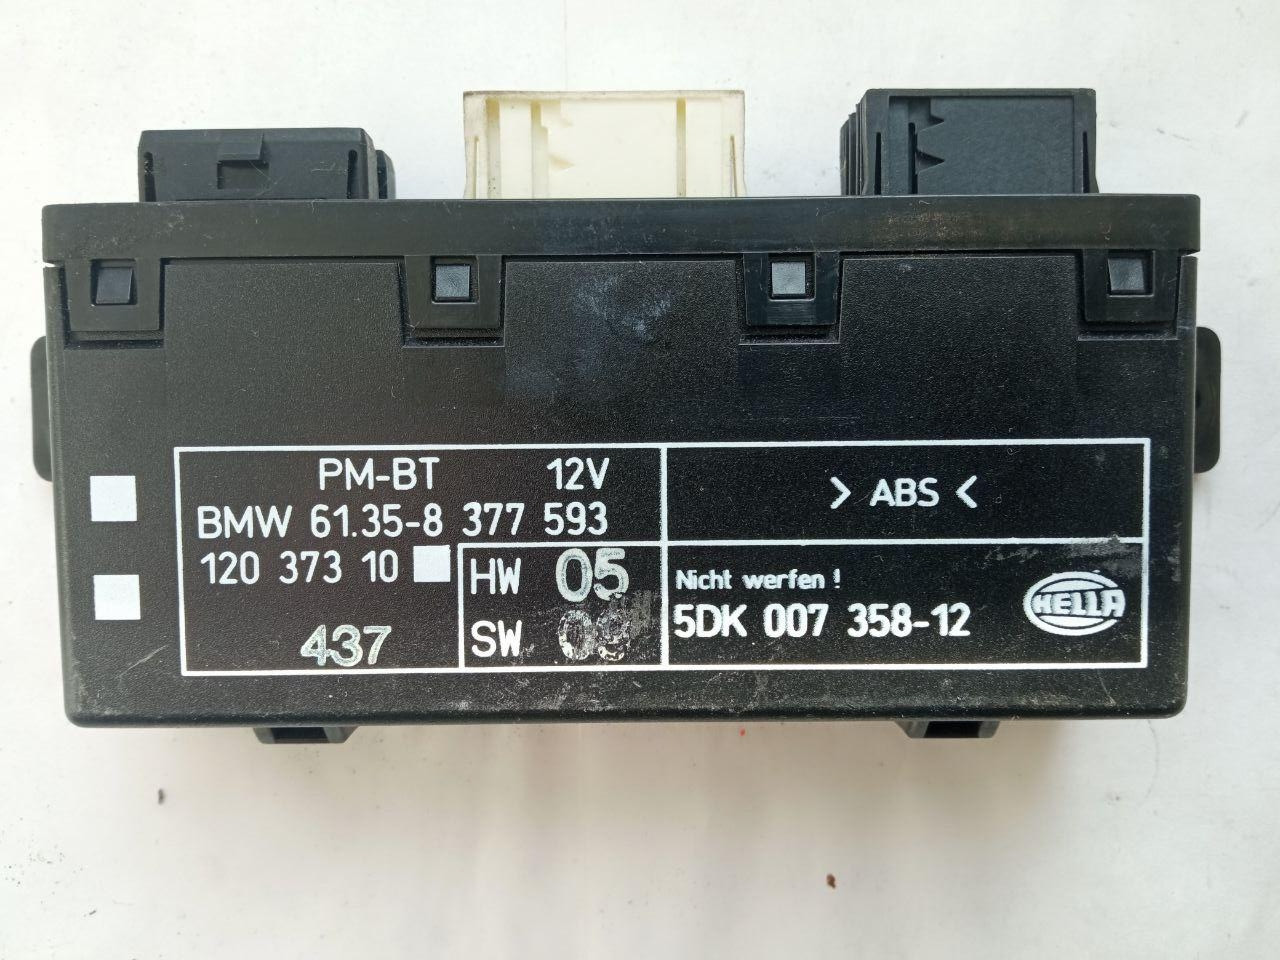 PM-BT 12V
BMW 61.35-8 377 593
120 373 10
HW 05
SW
437
> ABS <
Nicht werfen !
5DK 007 358-12
HELLA